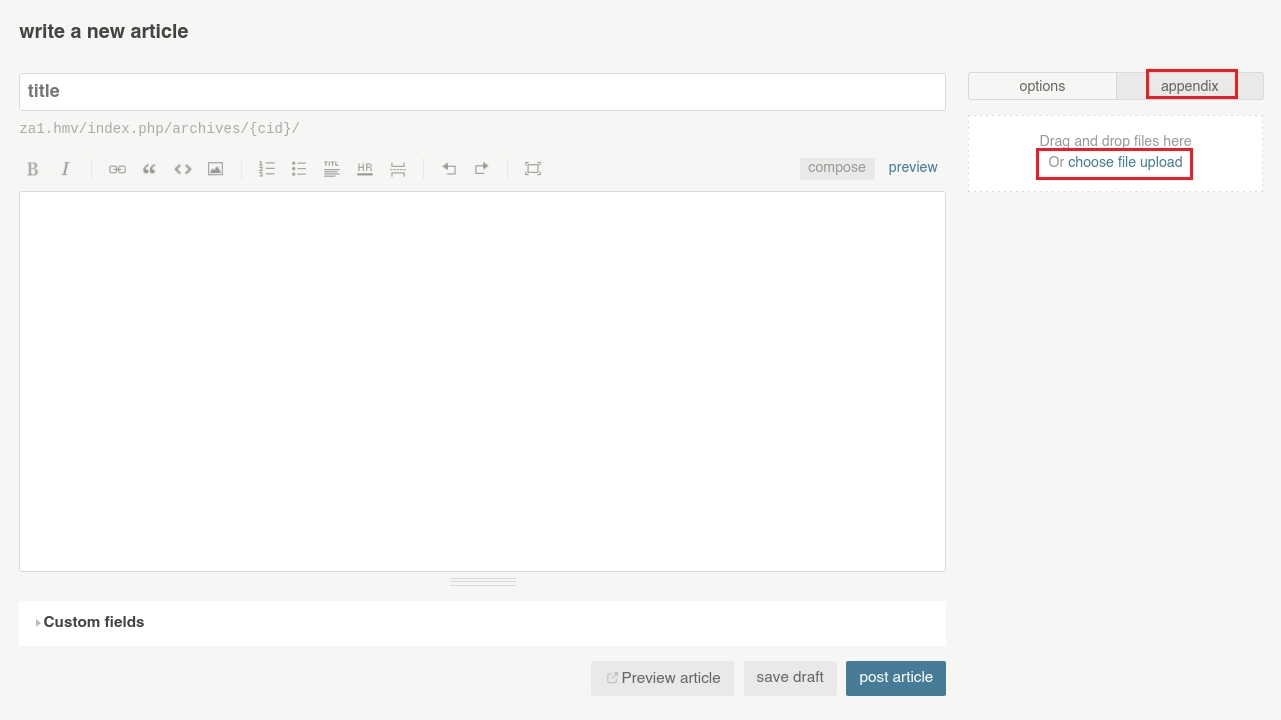 write a new article
title
za1.hmv/index.php/archives/{cid}/
B I TITL HR compose preview
options appendix
Drag and drop files here
Or choose file upload
Custom fields
Preview article save draft post article